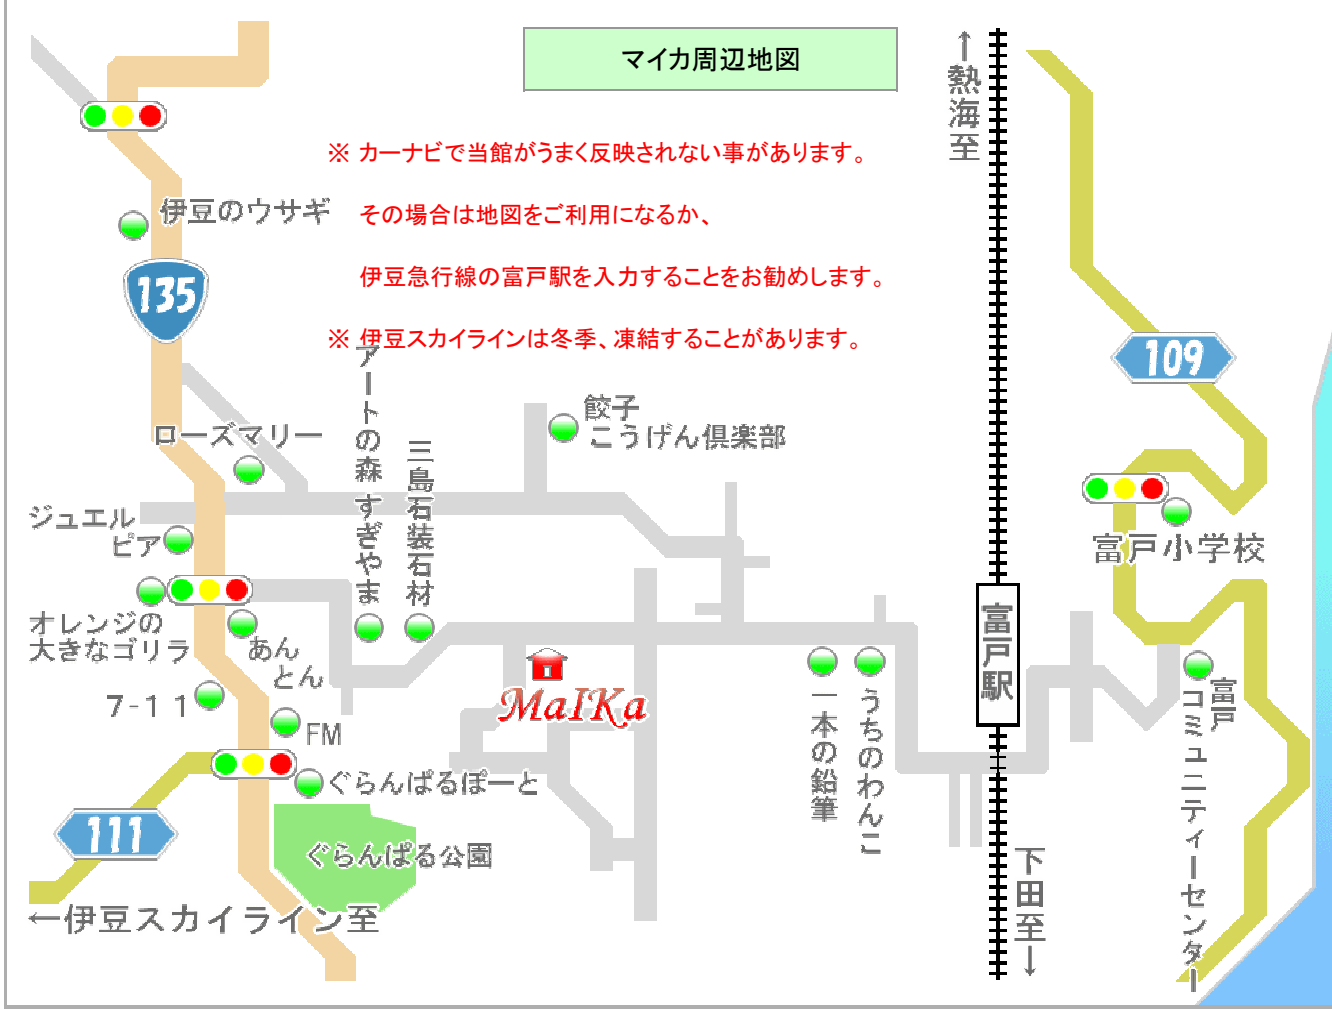 マイカ周辺地図
↑熱海至
※ カーナビで当館がうまく反映されない事があります。
その場合は地図をご利用になるか、
伊豆急行線の富戸駅を入力することをお勧めします。
※ 伊豆スカイラインは冬季、凍結することがあります。
伊豆のウサギ
135
109
アートの森 すぎやま
三島石装石材
餃子
こうげん倶楽部
ローズマリー
ジュエル
ピア
富戸小学校
オレンジの
大きなゴリラ
あん
とん
富戸駅
7-11
FM
MaIKa
一本の鉛筆
うちのわんこ
富戸
コミュニティーセンター
ぐらんぱるぽーと
111
ぐらんぱる公園
←伊豆スカイライン至
下田至↓